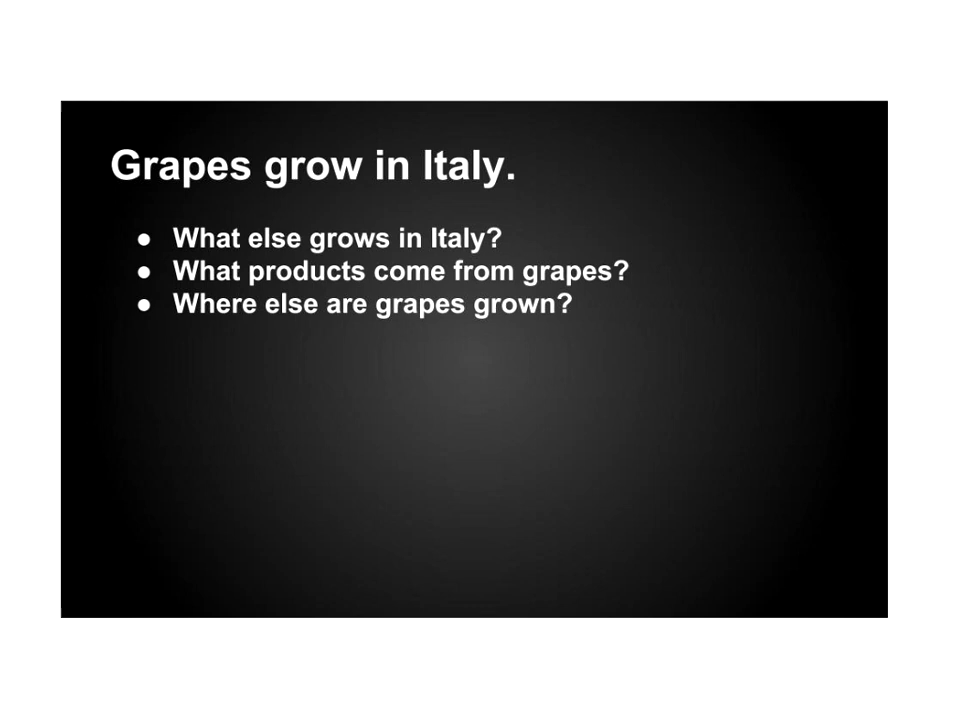 Grapes grow in Italy.
● What else grows in Italy?
● What products come from grapes?
● Where else are grapes grown?